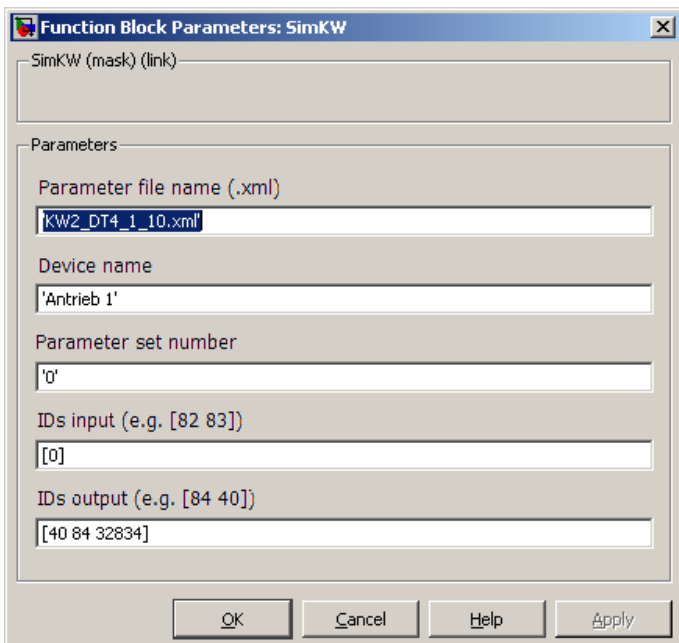 Function Block Parameters: SimKW
SimKW (mask) (link)
Parameters
Parameter file name (.xml)
'KW2_DT4_1_10.xml'
Device name
'Antrieb 1'
Parameter set number
'0'
IDs input (e.g. [82 83])
[0]
IDs output (e.g. [84 40])
[40 84 32834]
OK Cancel Help Apply